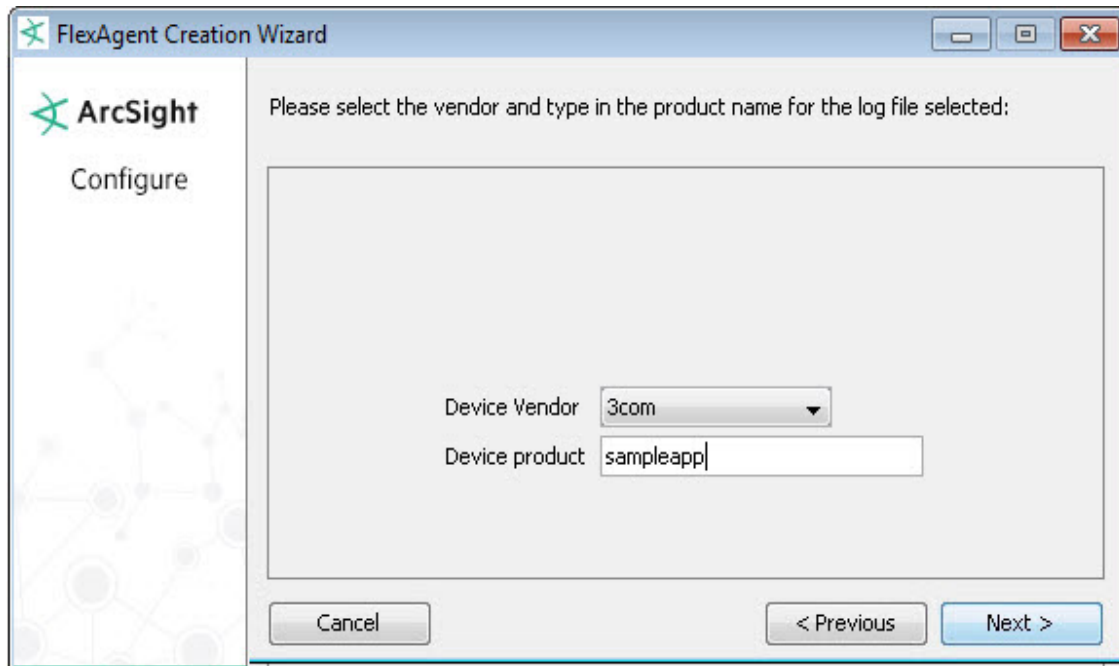 FlexAgent Creation Wizard
ArcSight
Configure
Please select the vendor and type in the product name for the log file selected:
Device Vendor 3com
Device product sampleapp
Cancel < Previous Next >